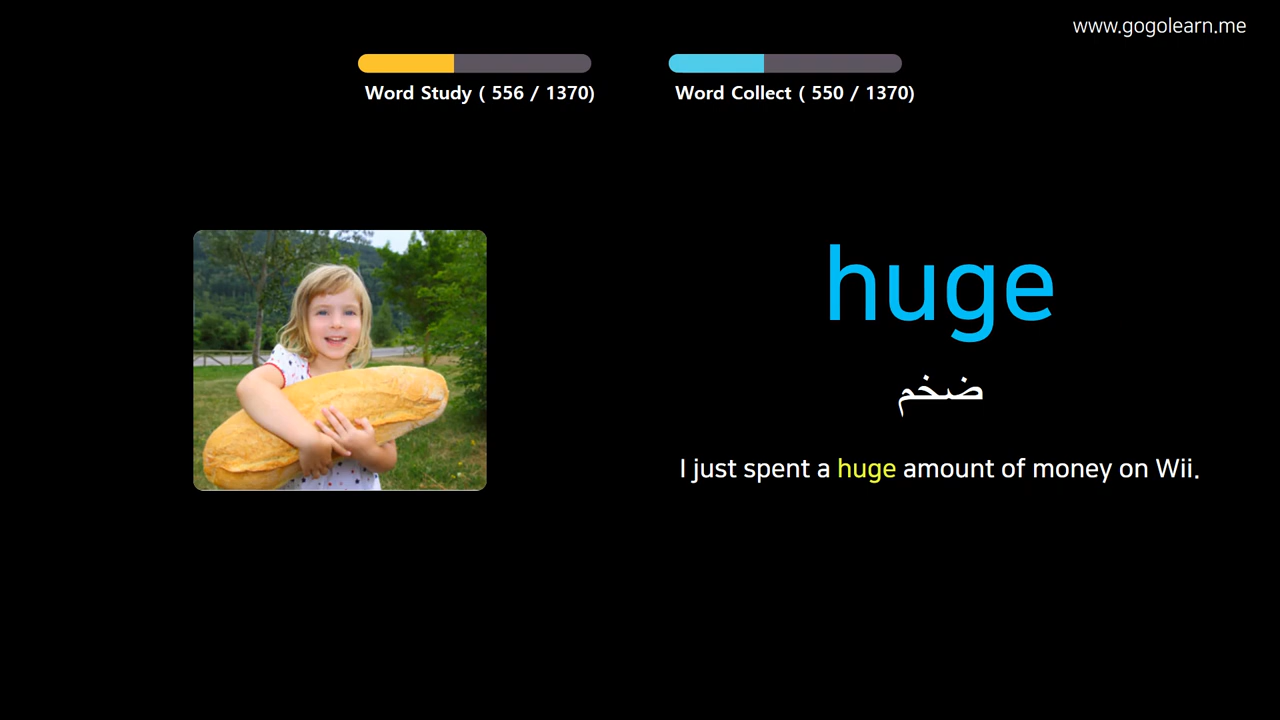 www.gogolearn.me
Word Study ( 556 / 1370)
Word Collect ( 550 / 1370)
huge
ضخم
I just spent a huge amount of money on Wii.